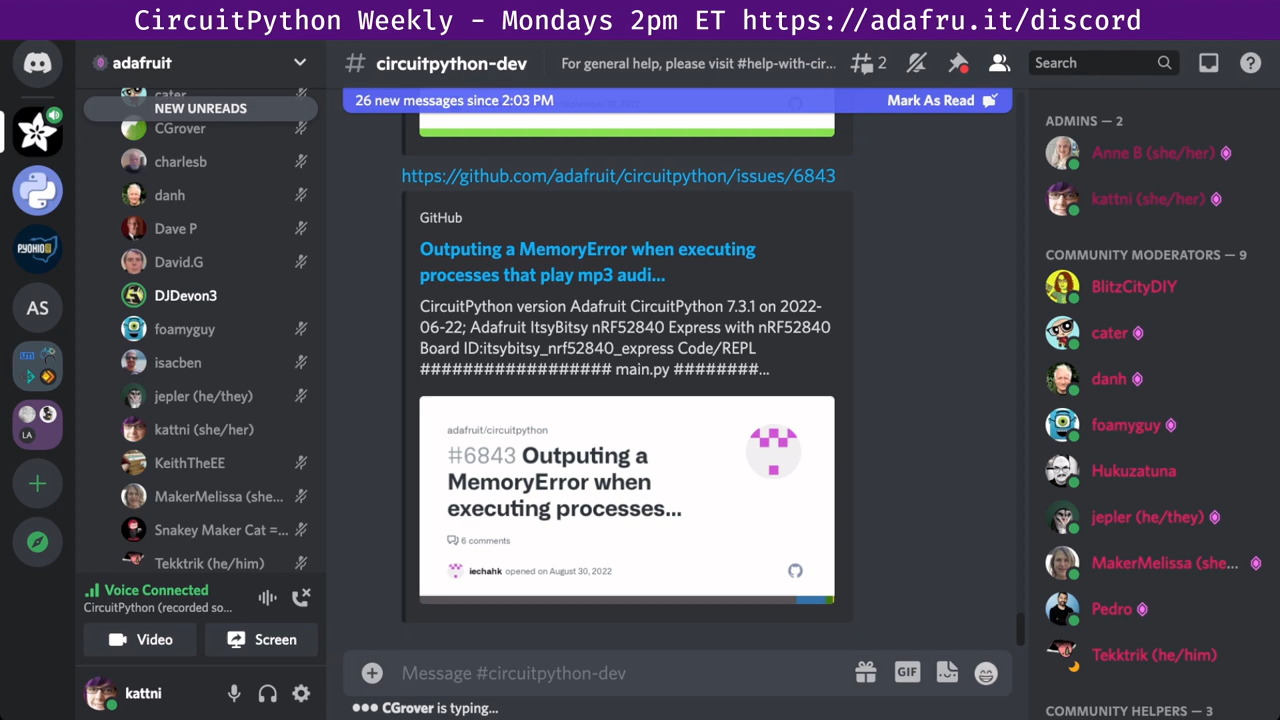 CircuitPython Weekly - Mondays 2pm ET https://adafru.it/discord
adafruit
# circuitpython-dev
For general help, please visit #help-with-cir...
2
Search
cater
NEW UNREADS
CGrover
charlesb
danh
Dave P
David.G
DJDevon3
foamyguy
isacben
jepler (he/they)
kattni (she/her)
KeithTheEE
MakerMelissa (she...
Snakey Maker Cat =...
Tekktrik (he/him)
PYOHIO
AS
LA
Voice Connected
CircuitPython (recorded so...
Video
Screen
kattni
26 new messages since 2:03 PM
Mark As Read
https://github.com/adafruit/circuitpython/issues/6843
GitHub
Outputing a MemoryError when executing
processes that play mp3 audi...
CircuitPython version Adafruit CircuitPython 7.3.1 on 2022-
06-22; Adafruit ItsyBitsy nRF52840 Express with nRF52840
Board ID:itsybitsy_nrf52840_express Code/REPL
################# main.py ########...
adafruit/circuitpython
#6843 Outputing a
MemoryError when
executing processes...
6 comments
iechahk opened on August 30, 2022
Message #circuitpython-dev
GIF
CGrover is typing...
ADMINS — 2
Anne B (she/her)
kattni (she/her)
COMMUNITY MODERATORS — 9
BlitzCityDIY
cater
danh
foamyguy
Hukuzatuna
jepler (he/they)
MakerMelissa (she...
Pedro
Tekktrik (he/him)
COMMUNITY HELPERS — 3